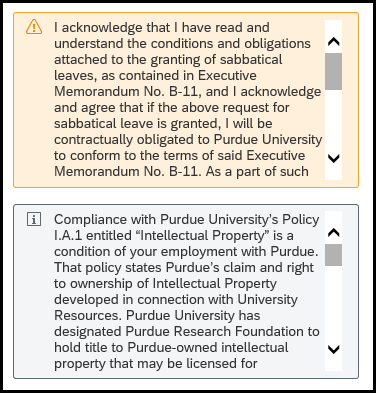 I acknowledge that I have read and
understand the conditions and obligations
attached to the granting of sabbatical
leaves, as contained in Executive
Memorandum No. B-11, and I acknowledge
and agree that if the above request for
sabbatical leave is granted, I will be
contractually obligated to Purdue University
to conform to the terms of said Executive
Memorandum No. B-11. As a part of such
Compliance with Purdue University's Policy
I.A.1 entitled “Intellectual Property” is a
condition of your employment with Purdue.
That policy states Purdue's claim and right
to ownership of Intellectual Property
developed in connection with University
Resources. Purdue University has
designated Purdue Research Foundation to
hold title to Purdue-owned intellectual
property that may be licensed for